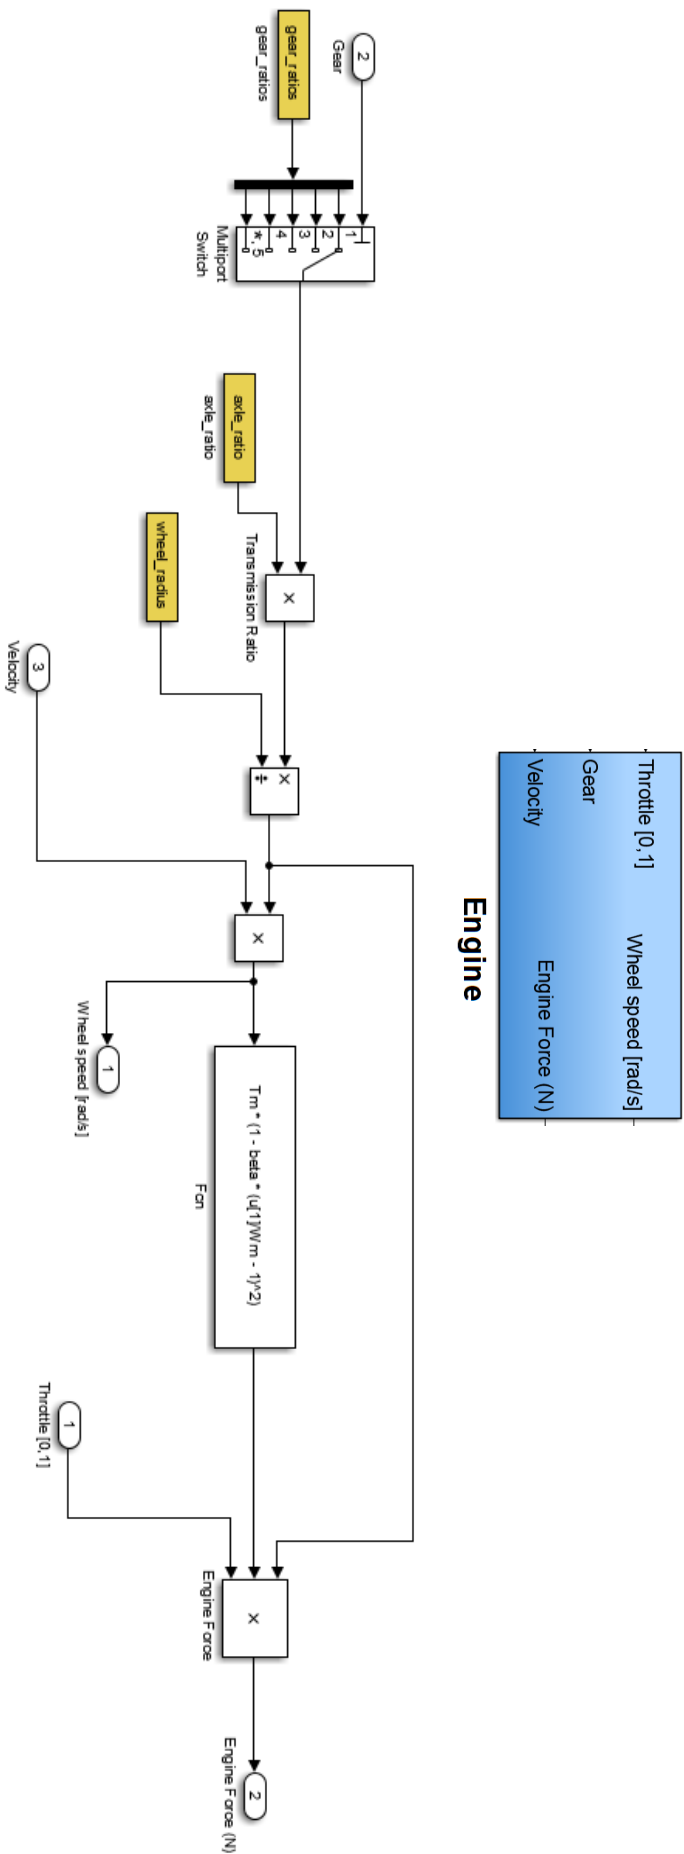 Throttle [0,1]
Wheel speed [rad/s]
Gear
Velocity
Engine Force (N)
Engine
2
Gear
gear_ratios
gear_ratios
1
2
3
4
*, 5
Multiport
Switch
axle_ratio
axle_ratio
×
Transmission Ratio
wheel_radius
×
÷
3
Velocity
×
1
Wheel speed [rad/s]
Tm * (1 - beta * (u[1]/Wm - 1)^2)
Fcn
1
Throttle [0,1]
×
Engine Force
2
Engine Force (N)